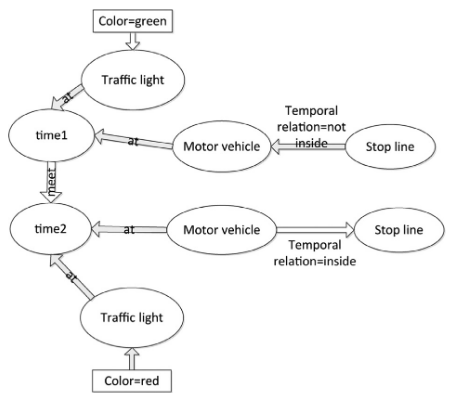 Color=green
Traffic light
at
time1
at
Motor vehicle
Temporal
relation=not
inside
Stop line
meet
time2
at
Motor vehicle
Stop line
Temporal
relation=inside
at
Traffic light
Color=red